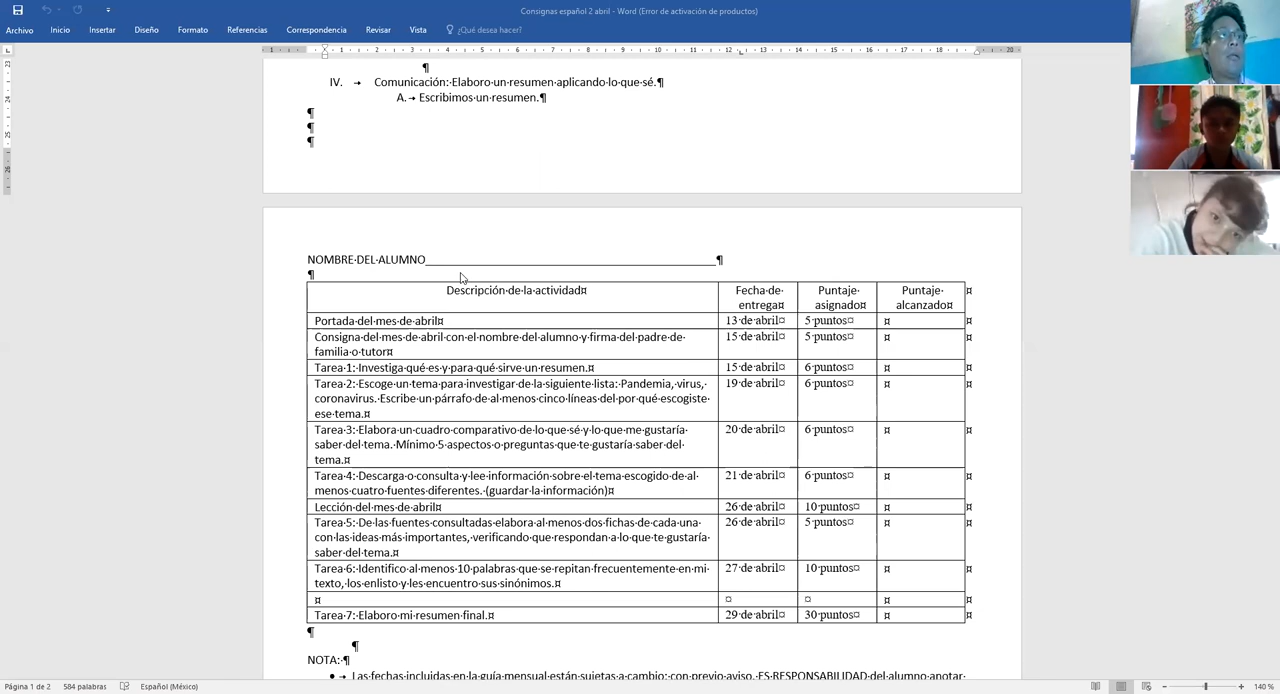 Consignas español 2 abril - Word (Error de activación de productos)
Archivo Inicio Insertar Diseño Formato Referencias Correspondencia Revisar Vista ¿Qué desea hacer?
IV. Comunicación: Elaboro un resumen aplicando lo que sé.
A. Escribimos un resumen.
NOMBRE DEL ALUMNO
Descripción de la actividad Fecha de entrega Puntaje asignado Puntaje alcanzado
Portada del mes de abril 13 de abril 5 puntos
Consigna del mes de abril con el nombre del alumno y firma del padre de 15 de abril 5 puntos
familia o tutor
Tarea 1: Investiga qué es y para qué sirve un resumen. 15 de abril 6 puntos
Tarea 2: Escoge un tema para investigar de la siguiente lista: Pandemia, virus, 19 de abril 6 puntos
coronavirus. Escribe un párrafo de al menos cinco líneas del por qué escogiste
ese tema.
Tarea 3: Elabora un cuadro comparativo de lo que sé y lo que me gustaría 20 de abril 6 puntos
saber del tema. Mínimo 5 aspectos o preguntas que te gustaría saber del
tema.
Tarea 4: Descarga o consulta y lee información sobre el tema escogido de al 21 de abril 6 puntos
menos cuatro fuentes diferentes. (guardar la información)
Lección del mes de abril 26 de abril 10 puntos
Tarea 5: De las fuentes consultadas elabora al menos dos fichas de cada una 26 de abril 5 puntos
con las ideas más importantes, verificando que respondan a lo que te gustaría
saber del tema.
Tarea 6: Identifico al menos 10 palabras que se repitan frecuentemente en mi 27 de abril 10 puntos
texto, los enlisto y les encuentro sus sinónimos.
Tarea 7: Elaboro mi resumen final. 29 de abril 30 puntos
NOTA:
• Las fechas incluidas en la guía mensual están sujetas a cambio; con previo aviso. ES RESPONSABILIDAD del alumno anotar
Página 1 de 2 584 palabras Español (México) 140 %